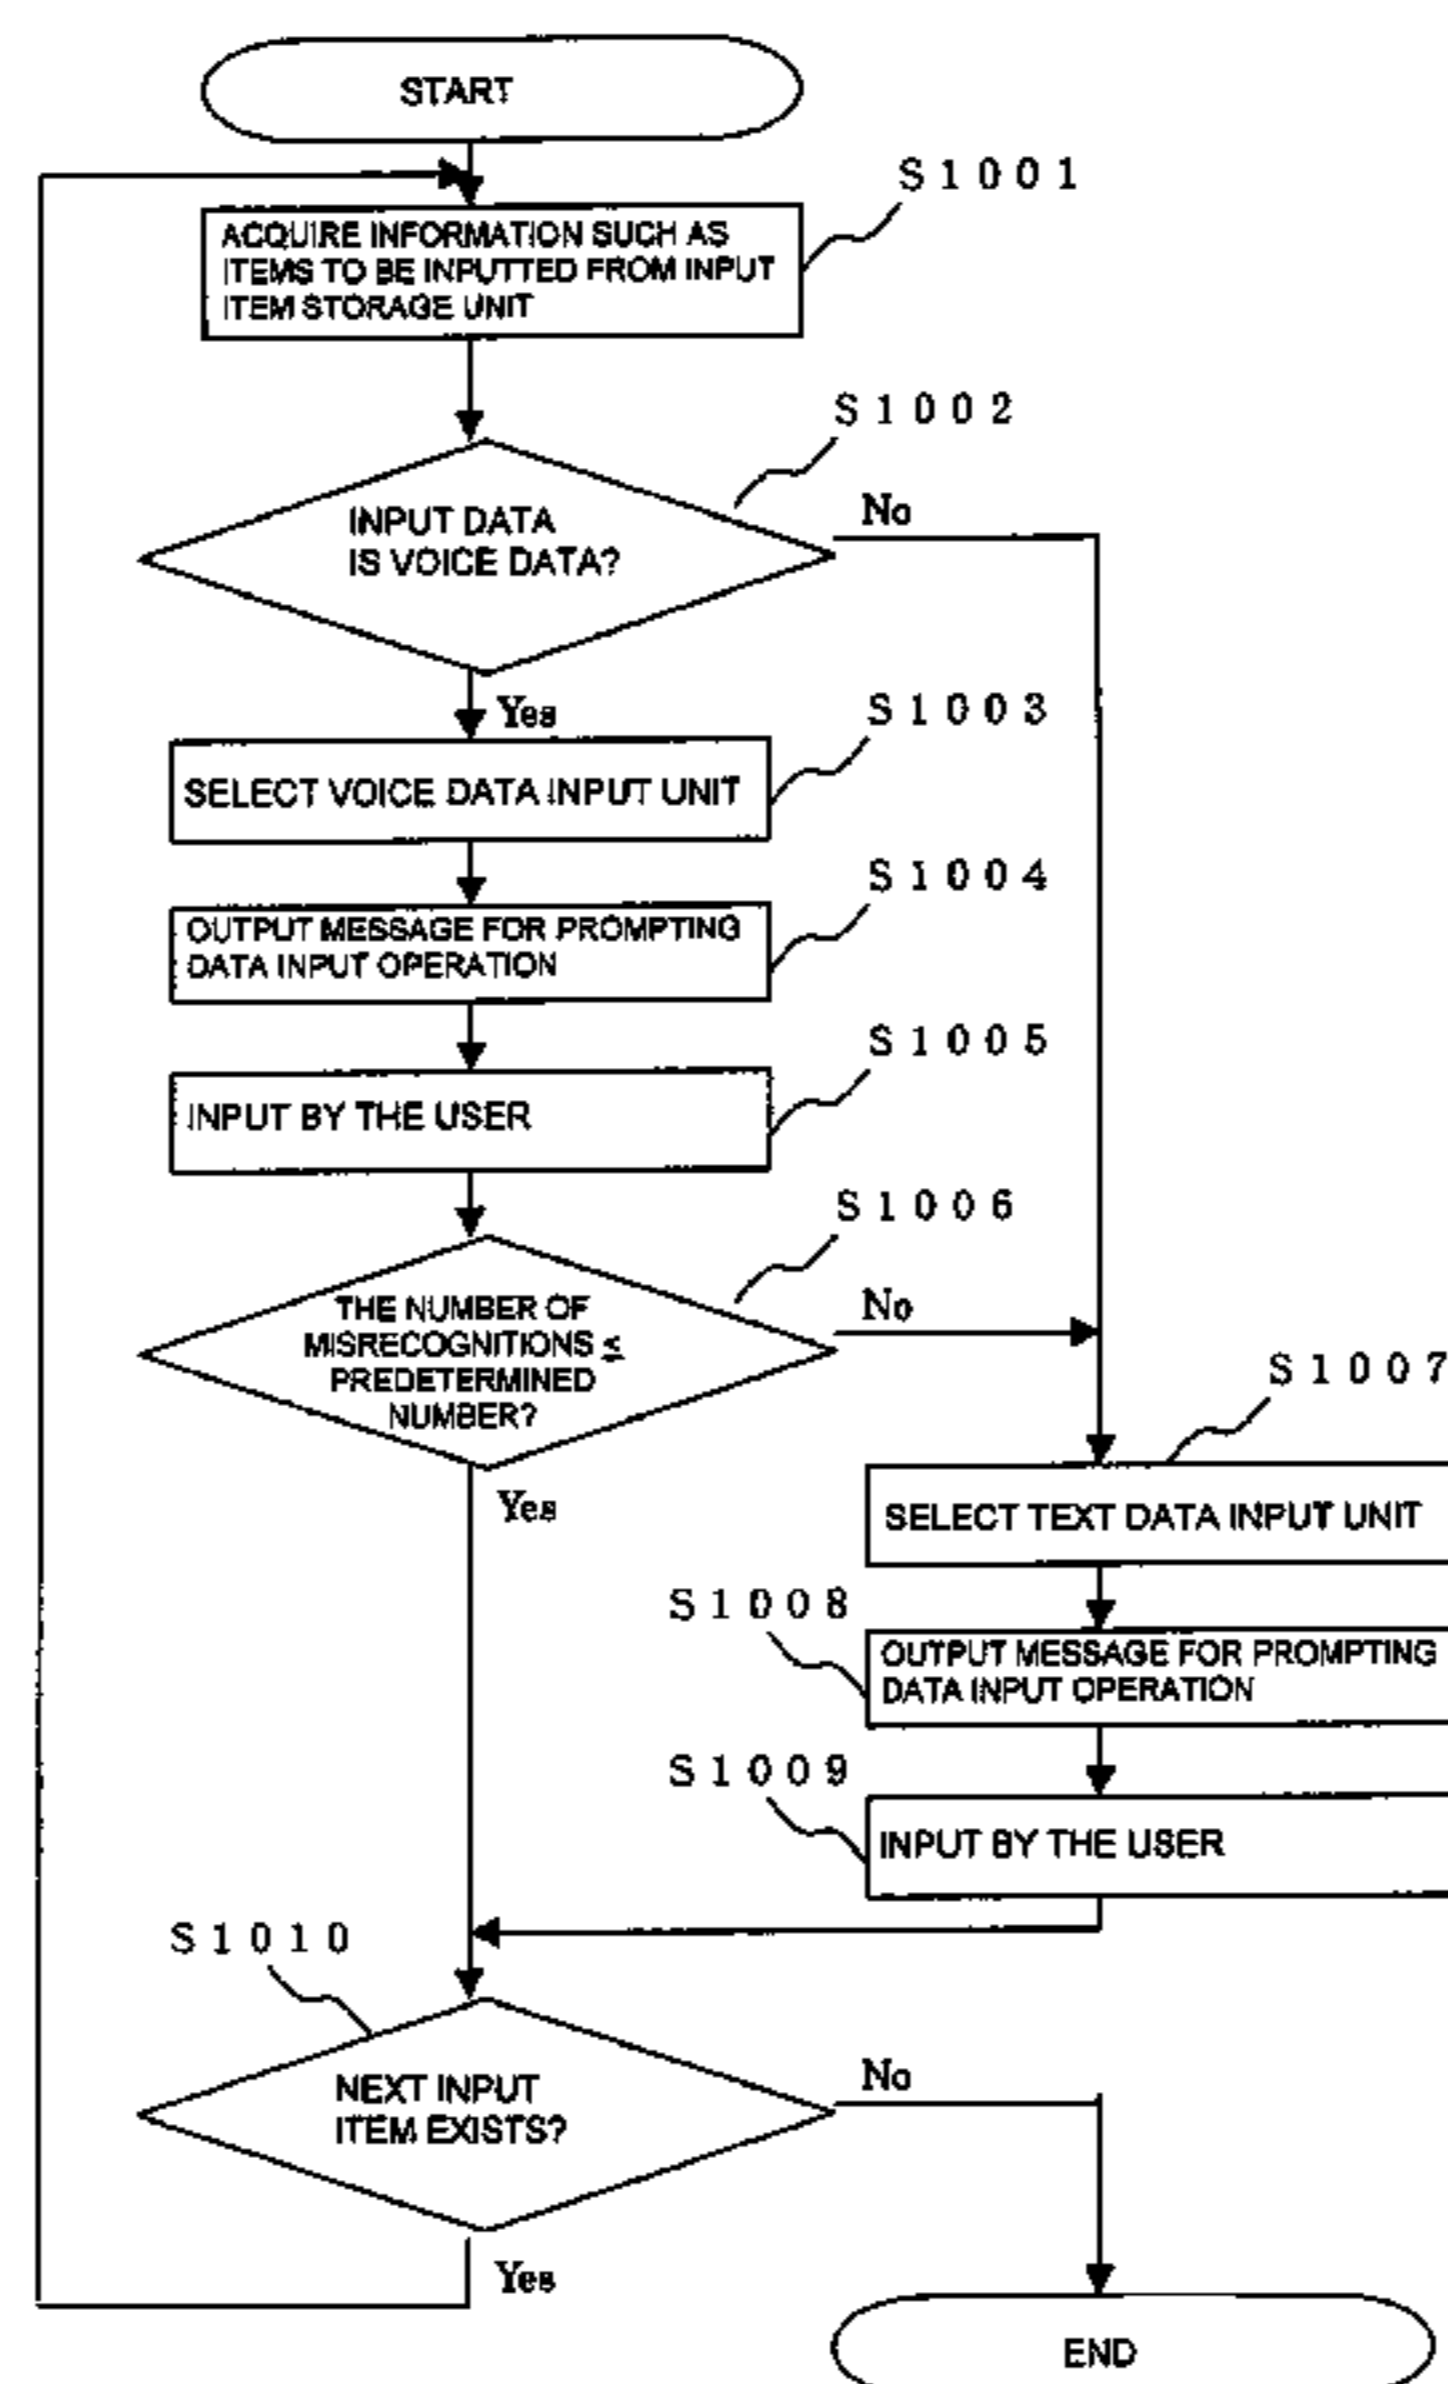 START
S1001
ACQUIRE INFORMATION SUCH AS
ITEMS TO BE INPUTTED FROM INPUT
ITEM STORAGE UNIT
S1002
INPUT DATA
IS VOICE DATA?
No
Yes
S1003
SELECT VOICE DATA INPUT UNIT
S1004
OUTPUT MESSAGE FOR PROMPTING
DATA INPUT OPERATION
S1005
INPUT BY THE USER
S1006
THE NUMBER OF
MISRECOGNITIONS ≤
PREDETERMINED
NUMBER?
No
Yes
S1007
SELECT TEXT DATA INPUT UNIT
S1008
OUTPUT MESSAGE FOR PROMPTING
DATA INPUT OPERATION
S1009
INPUT BY THE USER
S1010
NEXT INPUT
ITEM EXISTS?
No
Yes
END